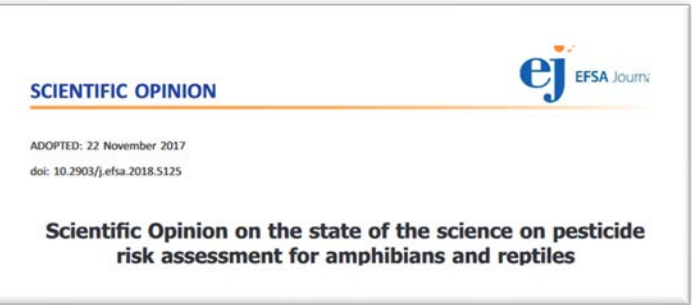 ej EFSA Journa
SCIENTIFIC OPINION
ADOPTED: 22 November 2017
doi: 10.2903/j.efsa.2018.5125
Scientific Opinion on the state of the science on pesticide
risk assessment for amphibians and reptiles